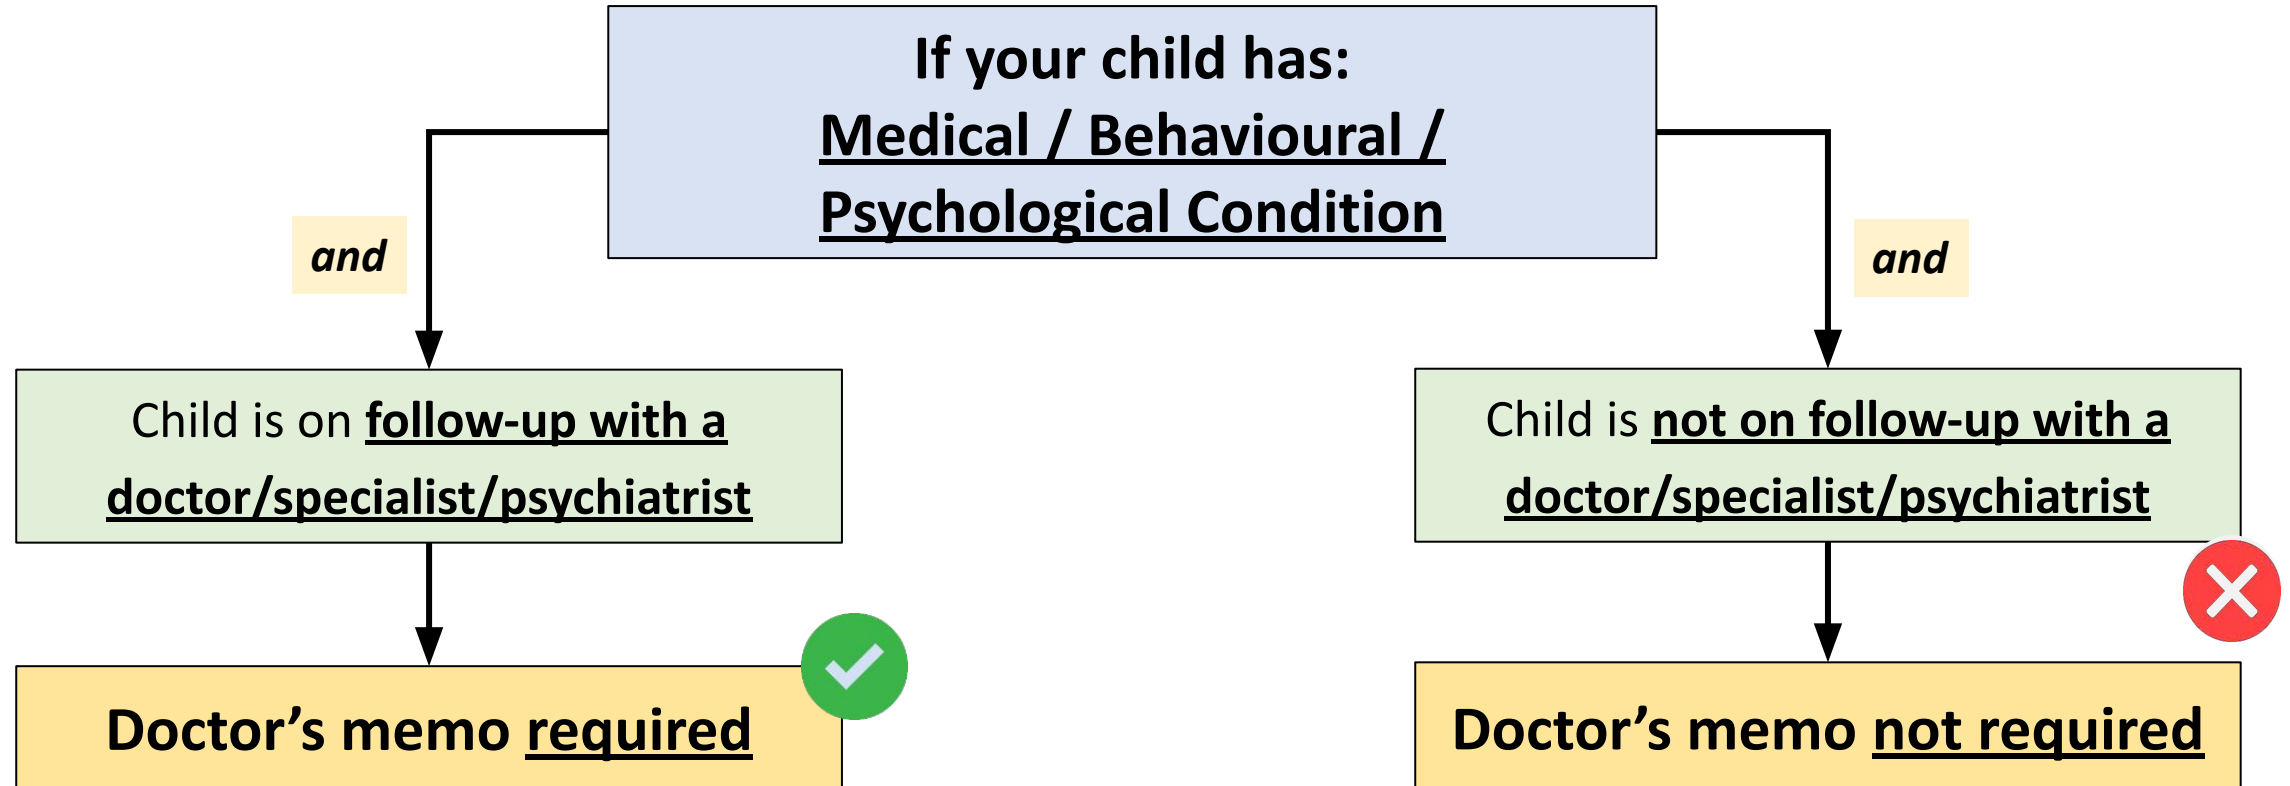 If your child has:
Medical / Behavioural /
Psychological Condition
and
and
Child is on follow-up with a
doctor/specialist/psychiatrist
Child is not on follow-up with a
doctor/specialist/psychiatrist
Doctor’s memo required
Doctor’s memo not required